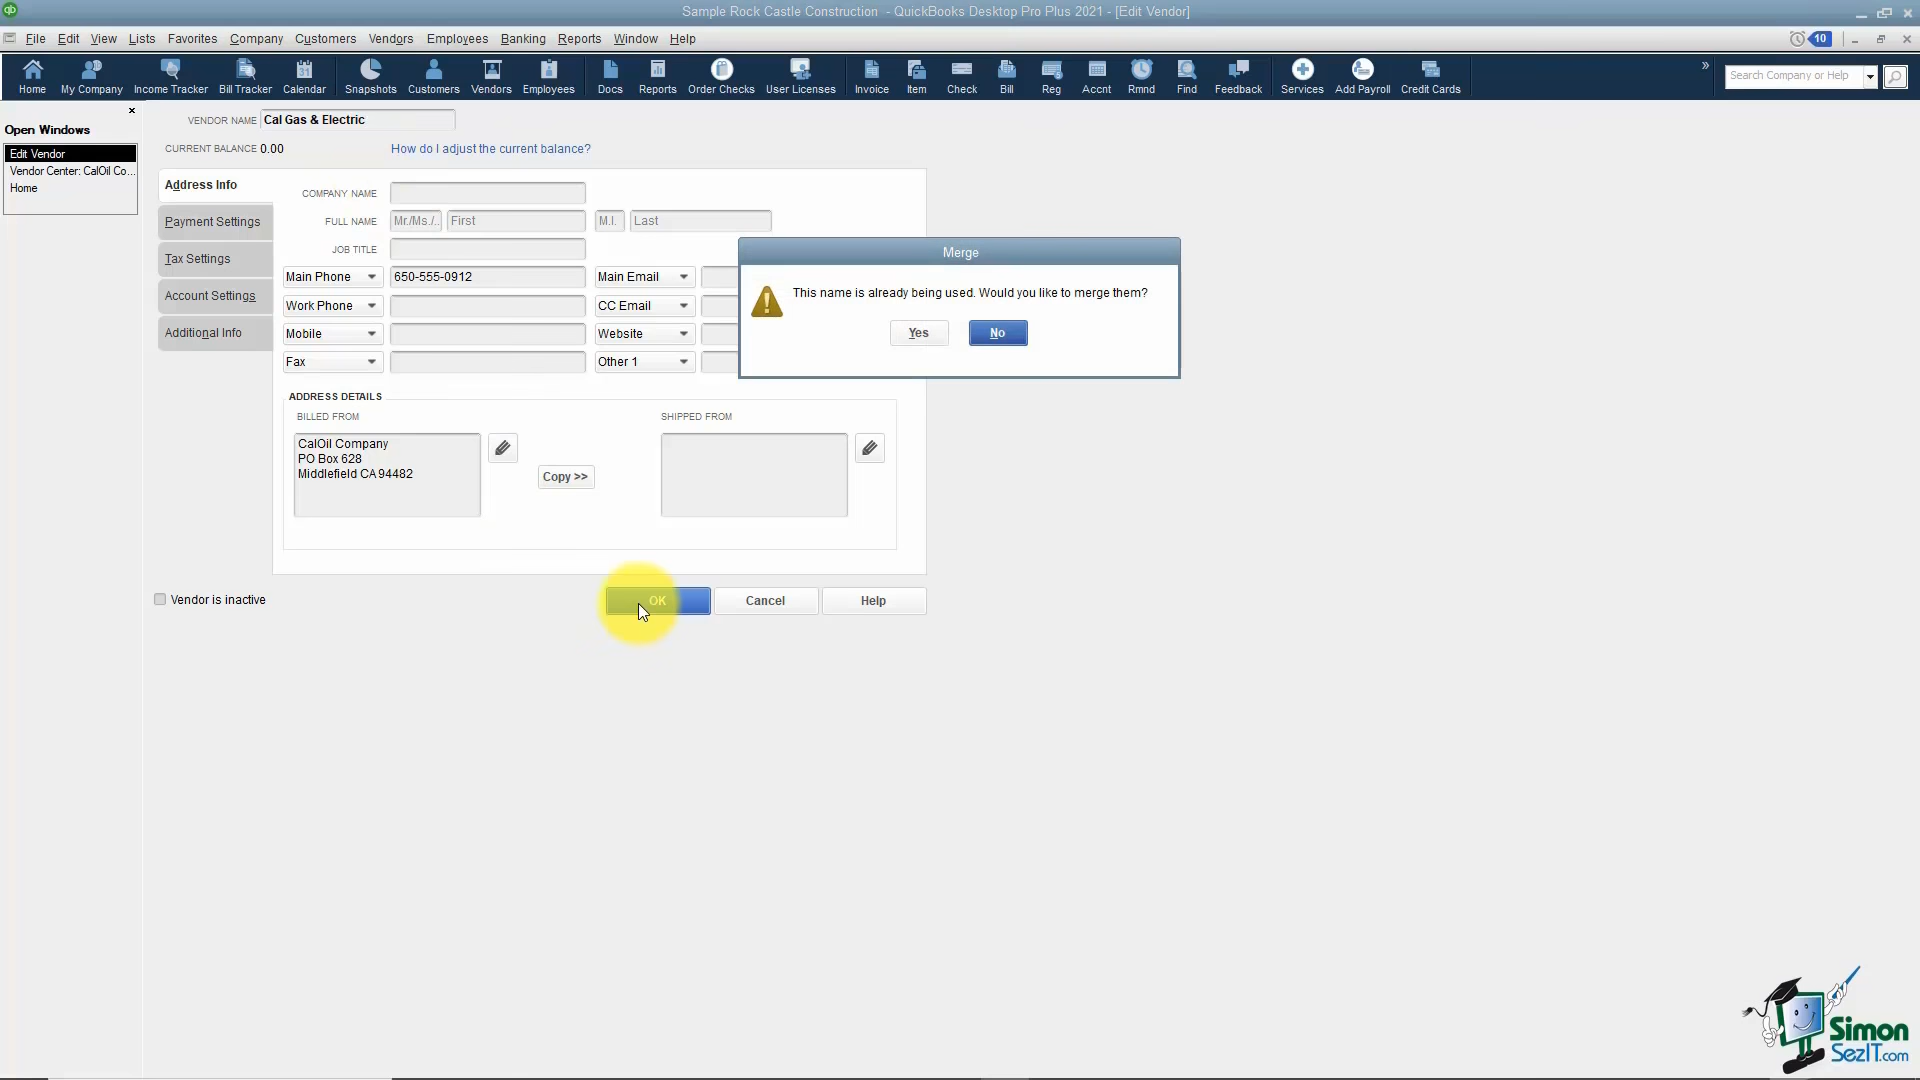 qb
Sample Rock Castle Construction - QuickBooks Desktop Pro Plus 2021 - [Edit Vendor]
File Edit View Lists Favorites Company Customers Vendors Employees Banking Reports Window Help
10
Home My Company Income Tracker Bill Tracker Calendar Snapshots Customers Vendors Employees Docs Reports Order Checks User Licenses Invoice Item Check Bill Reg Accnt Rmnd Find Feedback Services Add Payroll Credit Cards
» Search Company or Help
Open Windows
Edit Vendor
Vendor Center: CalOil Co...
Home
VENDOR NAME Cal Gas & Electric
CURRENT BALANCE 0.00 How do I adjust the current balance?
Address Info
Payment Settings
Tax Settings
Account Settings
Additional Info
COMPANY NAME
FULL NAME Mr./Ms./.. First M.I. Last
JOB TITLE
Main Phone 650-555-0912 Main Email
Work Phone CC Email
Mobile Website
Fax Other 1
Merge
This name is already being used. Would you like to merge them?
Yes No
ADDRESS DETAILS
BILLED FROM SHIPPED FROM
CalOil Company
PO Box 628
Middlefield CA 94482
Copy >>
Vendor is inactive
OK Cancel Help
Simon
SezIT.com